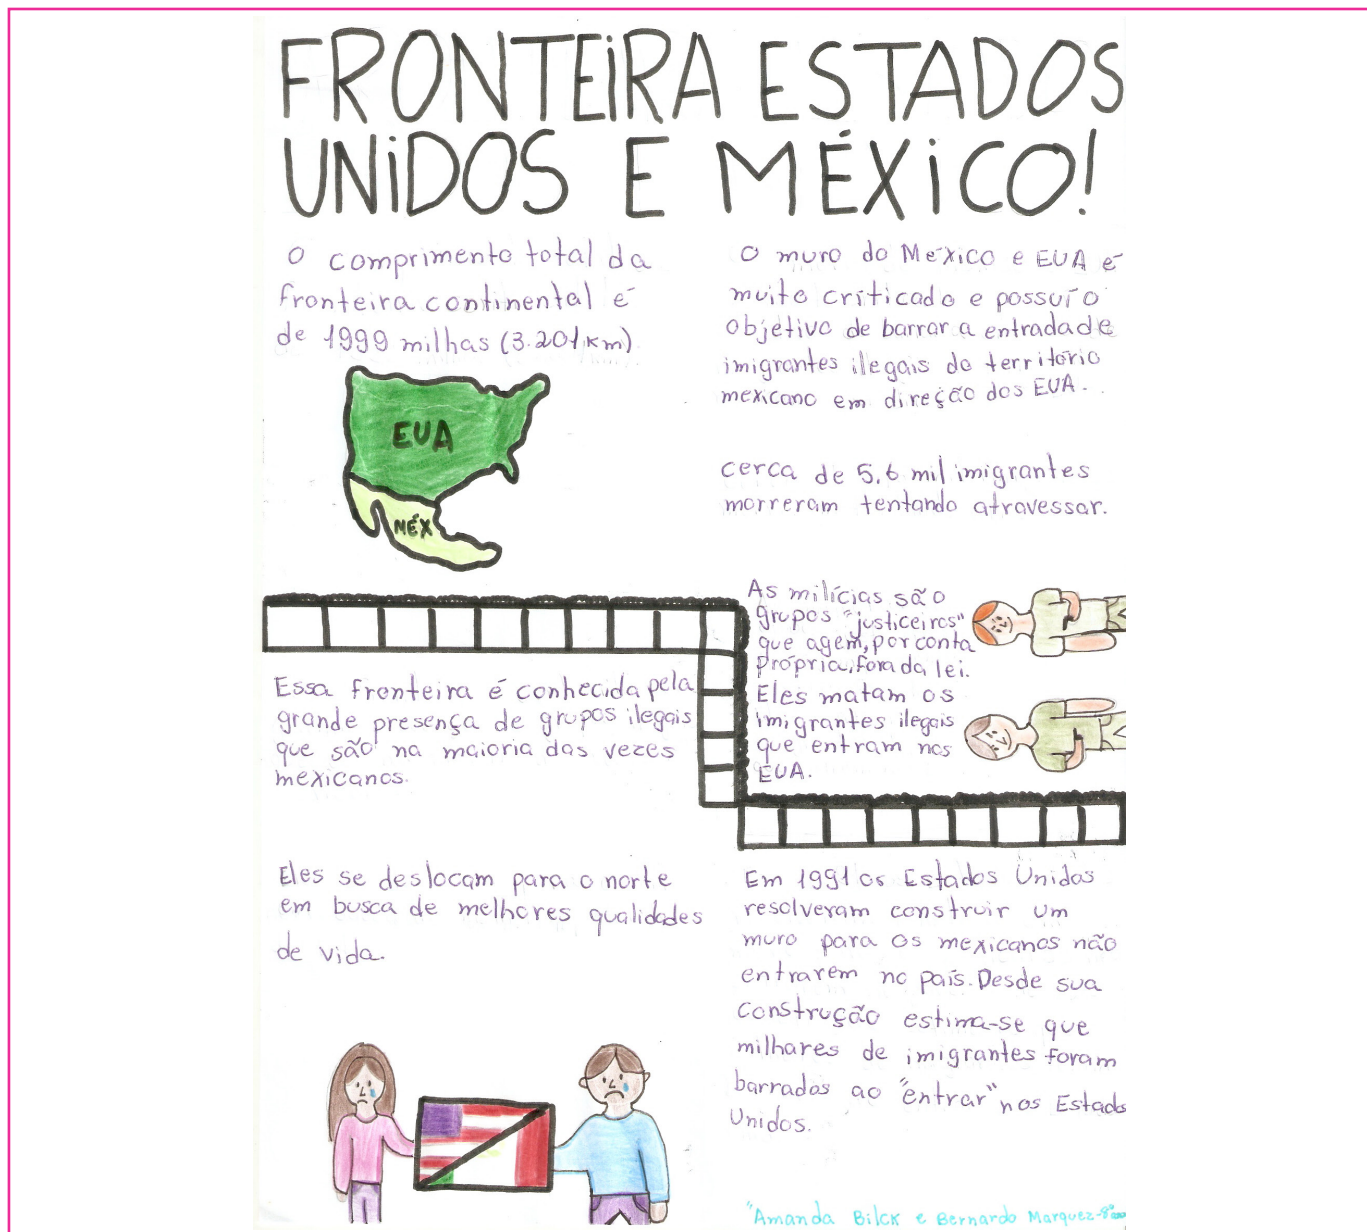 FRONTEIRA ESTADOS
UNIDOS E MÉXICO!
O comprimento total da
fronteira continental é
de 1999 milhas (3.201km)
EUA
MÉX
O muro do México e EUA é
muito criticado e possui o
objetivo de barrar a entrada de
imigrantes ilegais do território
mexicano em direção dos EUA.
cerca de 5,6 mil imigrantes
morreram tentando atravessar.
As milícias são
grupos "justiceiros"
que agem, por conta
própria, fora da lei.
Eles matam os
imigrantes ilegais
que entram nos
EUA.
Essa fronteira é conhecida pela
grande presença de grupos ilegais
que são na maioria das vezes
mexicanos.
Eles se deslocam para o norte
em busca de melhores qualidades
de vida.
Em 1991 os Estados Unidos
resolveram construir um
muro para os mexicanos não
entrarem no país. Desde sua
construção estima-se que
milhares de imigrantes foram
barrados ao "entrar" nos Estados
Unidos.
"Amanda Bilck e Bernardo Marquez-8º